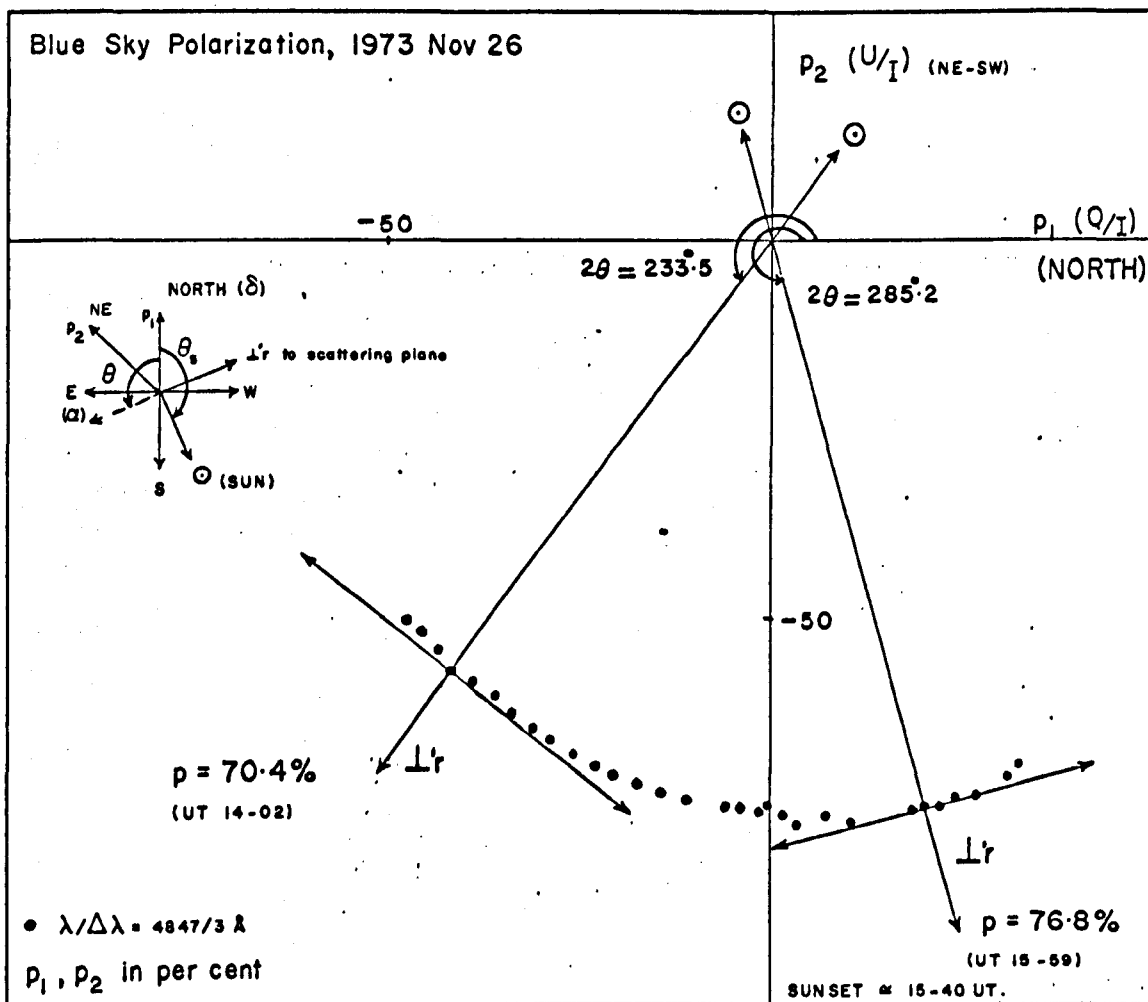 Blue Sky Polarization, 1973 Nov 26
p₂ (U/I) (NE-SW)
⊙
⊙
-50
p₁ (Q/I)
(NORTH)
2θ = 233°.5
2θ = 285°.2
NORTH (δ)
NE
p₂
p₁
θₛ
⊥'r to scattering plane
θ
E
W
(α)
S
⊙ (SUN)
-50
⊥'r
p = 70.4%
(UT 14-02)
⊥'r
p = 76.8%
(UT 15-59)
● λ/Δλ = 4847/3 Å
p₁, p₂ in per cent
SUNSET ≃ 15-40 UT.